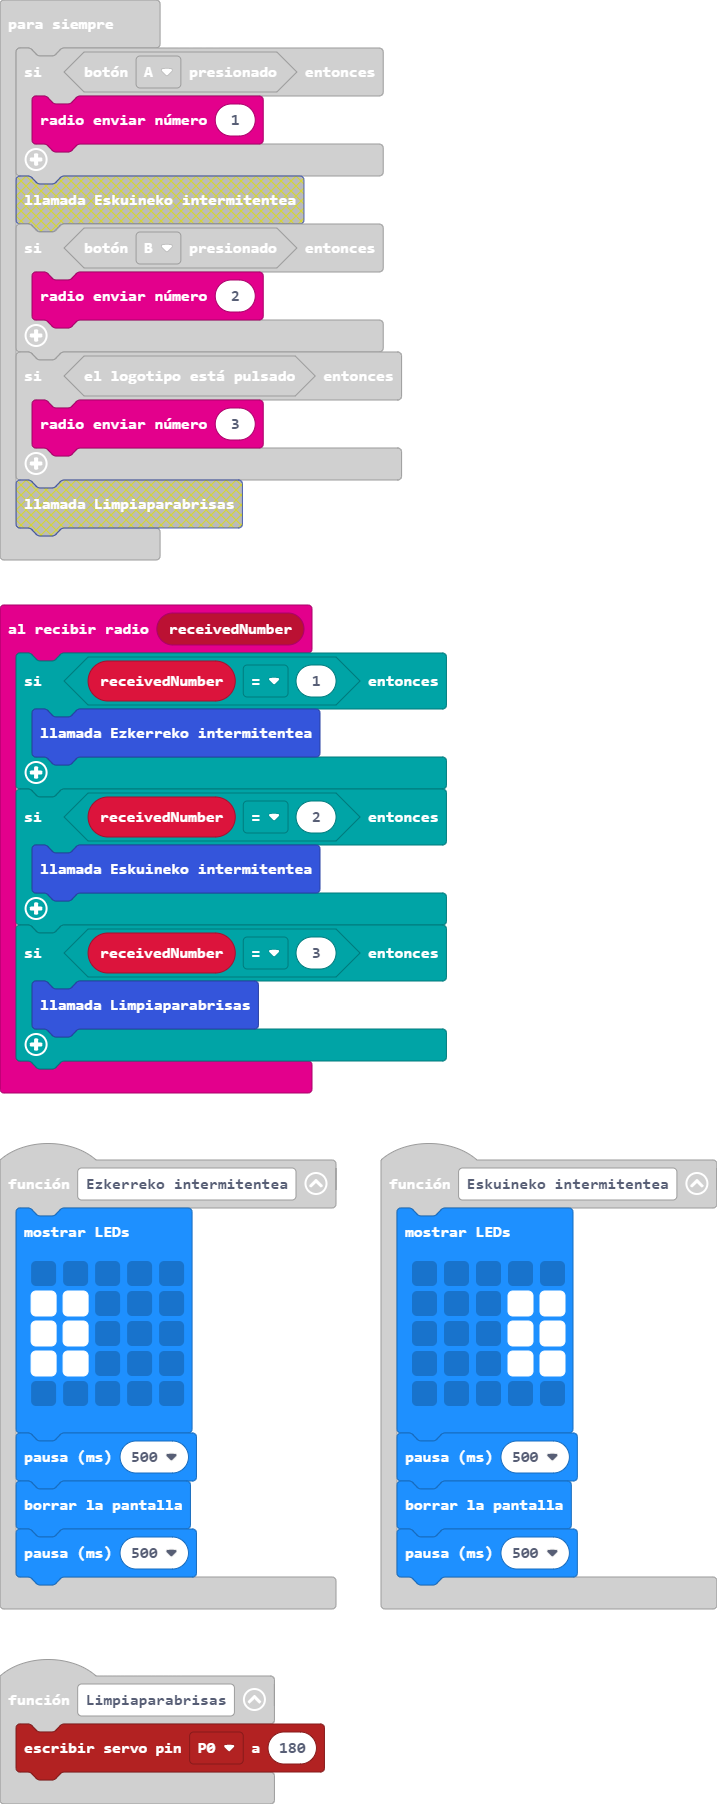 para siempre
si botón A presionado entonces
radio enviar número 1
llamada Eskuineko intermitentea
si botón B presionado entonces
radio enviar número 2
si el logotipo está pulsado entonces
radio enviar número 3
llamada Limpiaparabrisas
al recibir radio receivedNumber
si receivedNumber = 1 entonces
llamada Ezkerreko intermitentea
si receivedNumber = 2 entonces
llamada Eskuineko intermitentea
si receivedNumber = 3 entonces
llamada Limpiaparabrisas
función Ezkerreko intermitentea
mostrar LEDs
pausa (ms) 500
borrar la pantalla
pausa (ms) 500
función Eskuineko intermitentea
mostrar LEDs
pausa (ms) 500
borrar la pantalla
pausa (ms) 500
función Limpiaparabrisas
escribir servo pin P0 a 180